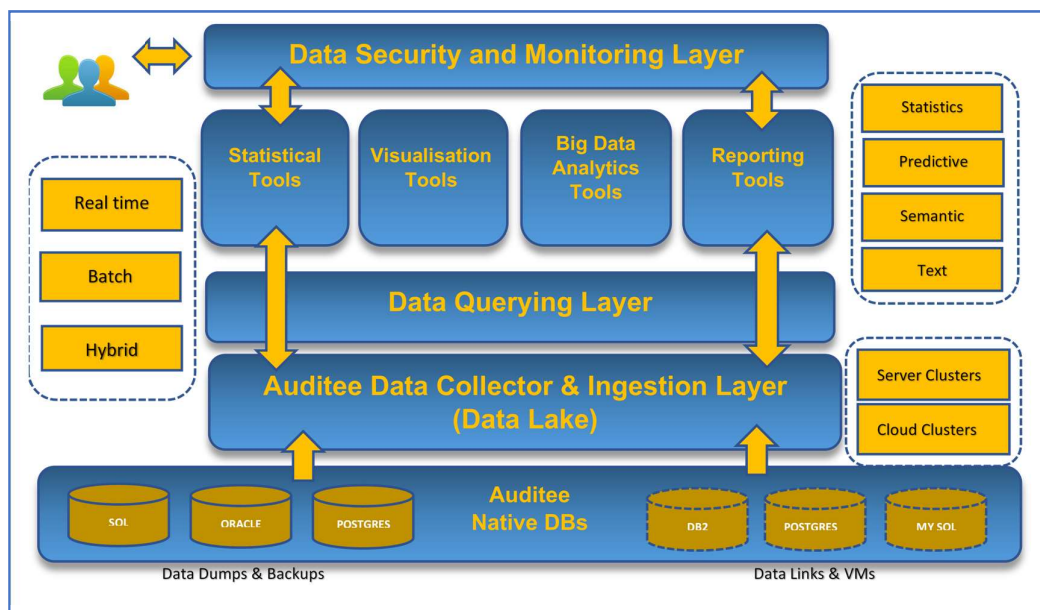 Data Security and Monitoring Layer
Statistical
Tools
Visualisation
Tools
Big Data
Analytics
Tools
Reporting
Tools
Statistics
Predictive
Semantic
Text
Real time
Batch
Hybrid
Data Querying Layer
Auditee Data Collector & Ingestion Layer
(Data Lake)
Server Clusters
Cloud Clusters
Auditee
Native DBs
SQL
ORACLE
POSTGRES
DB2
POSTGRES
MY SQL
Data Dumps & Backups
Data Links & VMs